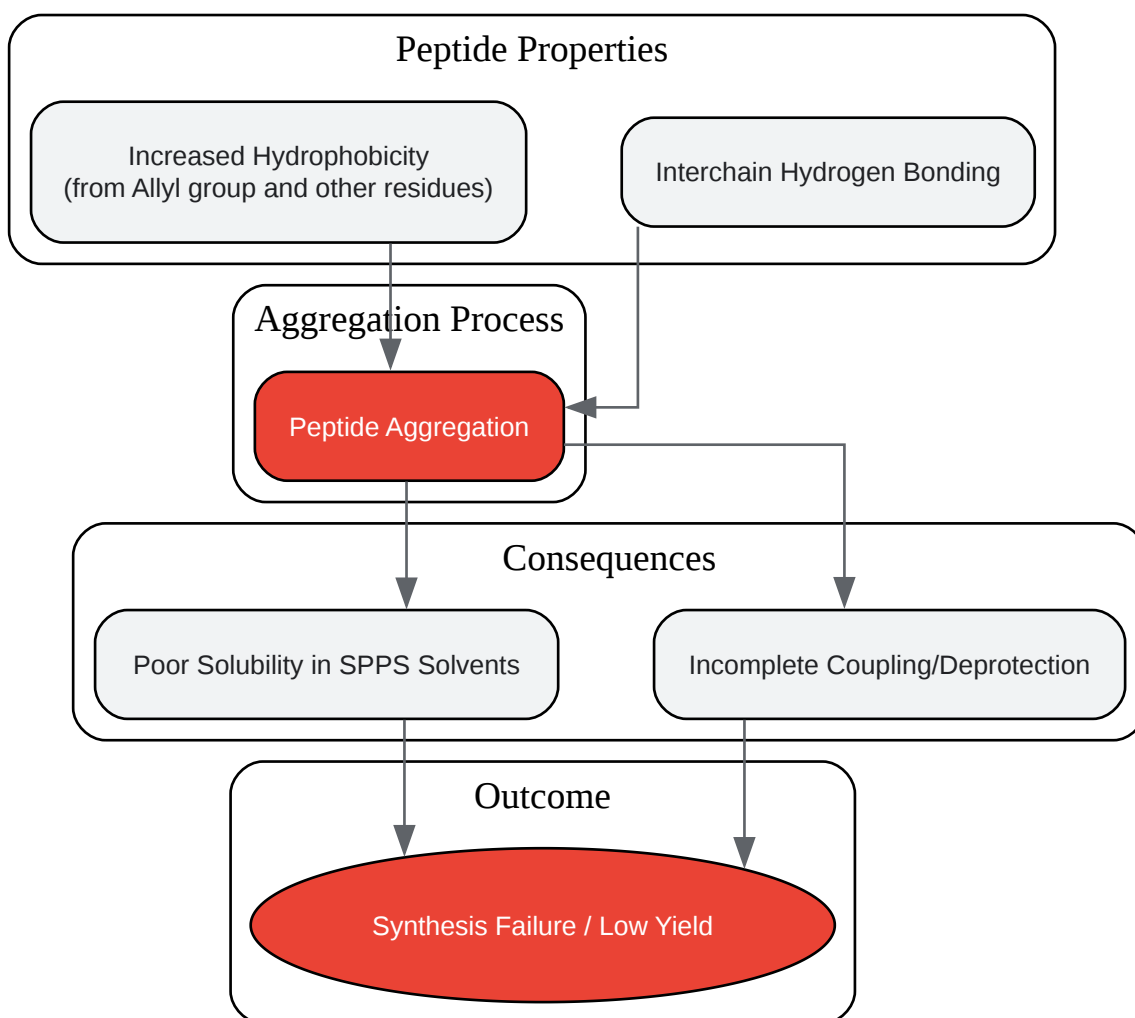 Peptide Properties
Increased Hydrophobicity
(from Allyl group and other residues)
Interchain Hydrogen Bonding
Aggregation Process
Peptide Aggregation
Consequences
Poor Solubility in SPPS Solvents
Incomplete Coupling/Deprotection
Outcome
Synthesis Failure / Low Yield